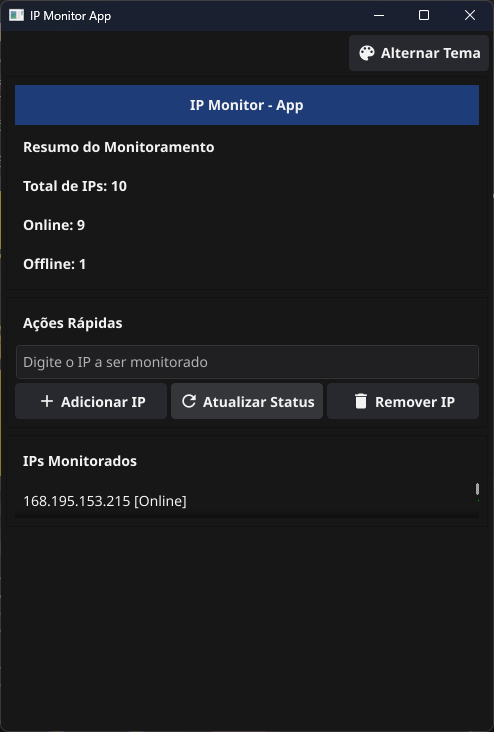 IP Monitor App
Alternar Tema
IP Monitor - App
Resumo do Monitoramento
Total de IPs: 10
Online: 9
Offline: 1
Ações Rápidas
Digite o IP a ser monitorado
Adicionar IP
Atualizar Status
Remover IP
IPs Monitorados
168.195.153.215 [Online]